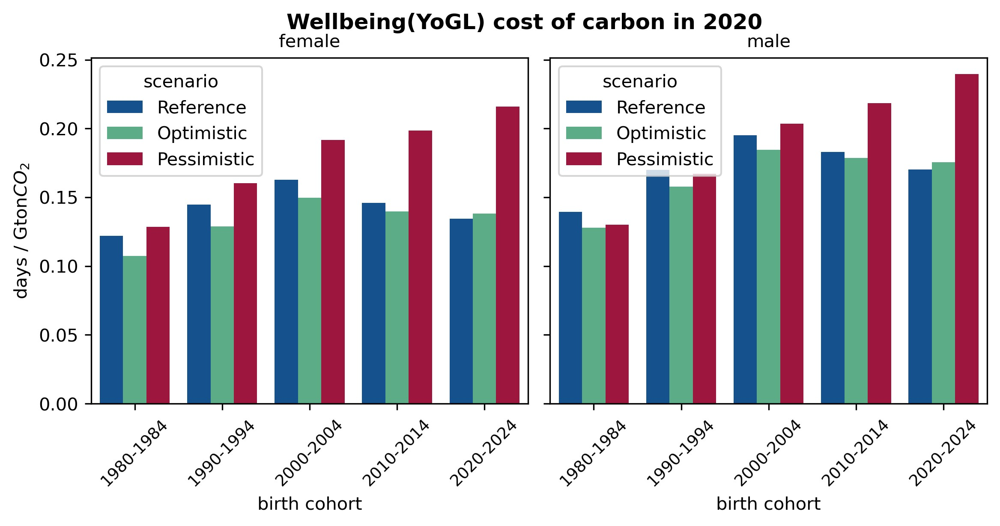 Wellbeing(YoGL) cost of carbon in 2020
female
male
days / GtonCO₂
0.25
0.20
0.15
0.10
0.05
0.00
scenario
Reference
Optimistic
Pessimistic
scenario
Reference
Optimistic
Pessimistic
1980-1984
1990-1994
2000-2004
2010-2014
2020-2024
1980-1984
1990-1994
2000-2004
2010-2014
2020-2024
birth cohort
birth cohort